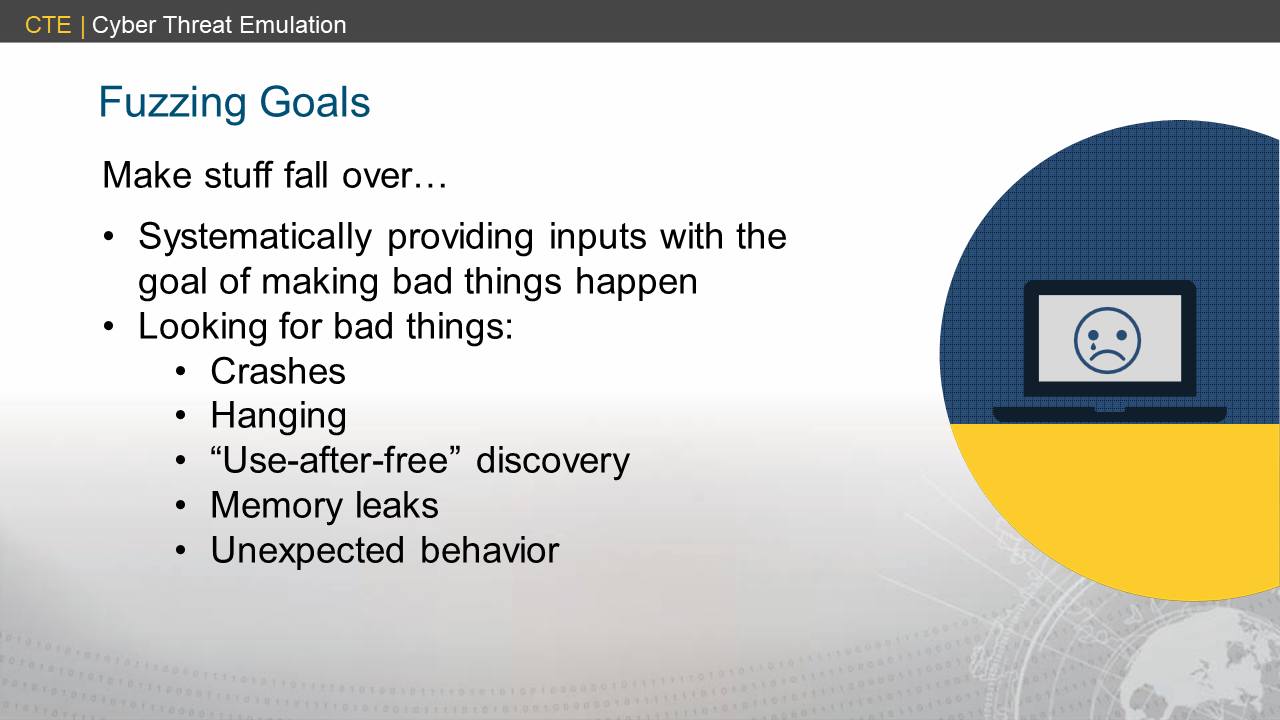 CTE | Cyber Threat Emulation
Fuzzing Goals
Make stuff fall over…
• Systematically providing inputs with the
goal of making bad things happen
• Looking for bad things:
• Crashes
• Hanging
• “Use-after-free” discovery
• Memory leaks
• Unexpected behavior